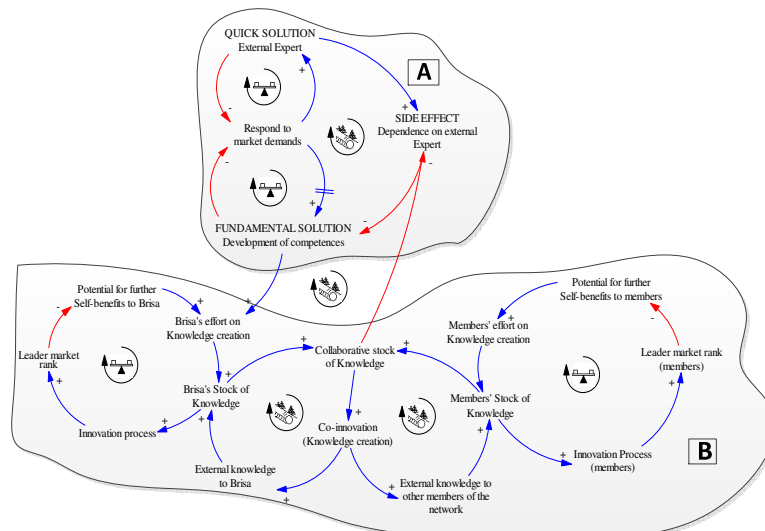 QUICK SOLUTION
External Expert
A
+
+
-
SIDE EFFECT
Dependence on external
Expert
Respond to
market demands
-
-
+
-
FUNDAMENTAL SOLUTION
Development of competences
Potential for further
Self-benefits to Brisa
-
+
+
Brisa's effort on
Knowledge creation
Potential for further
Self-benefits to members
-
+
Members' effort on
Knowledge creation
Leader market
rank
+
+
+
Collaborative stock
of Knowledge
+
+
Leader market rank
(members)
+
Brisa's Stock of
Knowledge
+
+
Members' Stock of
Knowledge
+
+
Innovation process
+
Co-innovation
(Knowledge creation)
B
External knowledge
to Brisa
+
+
External knowledge to
other members of the
network
+
Innovation Process
(members)